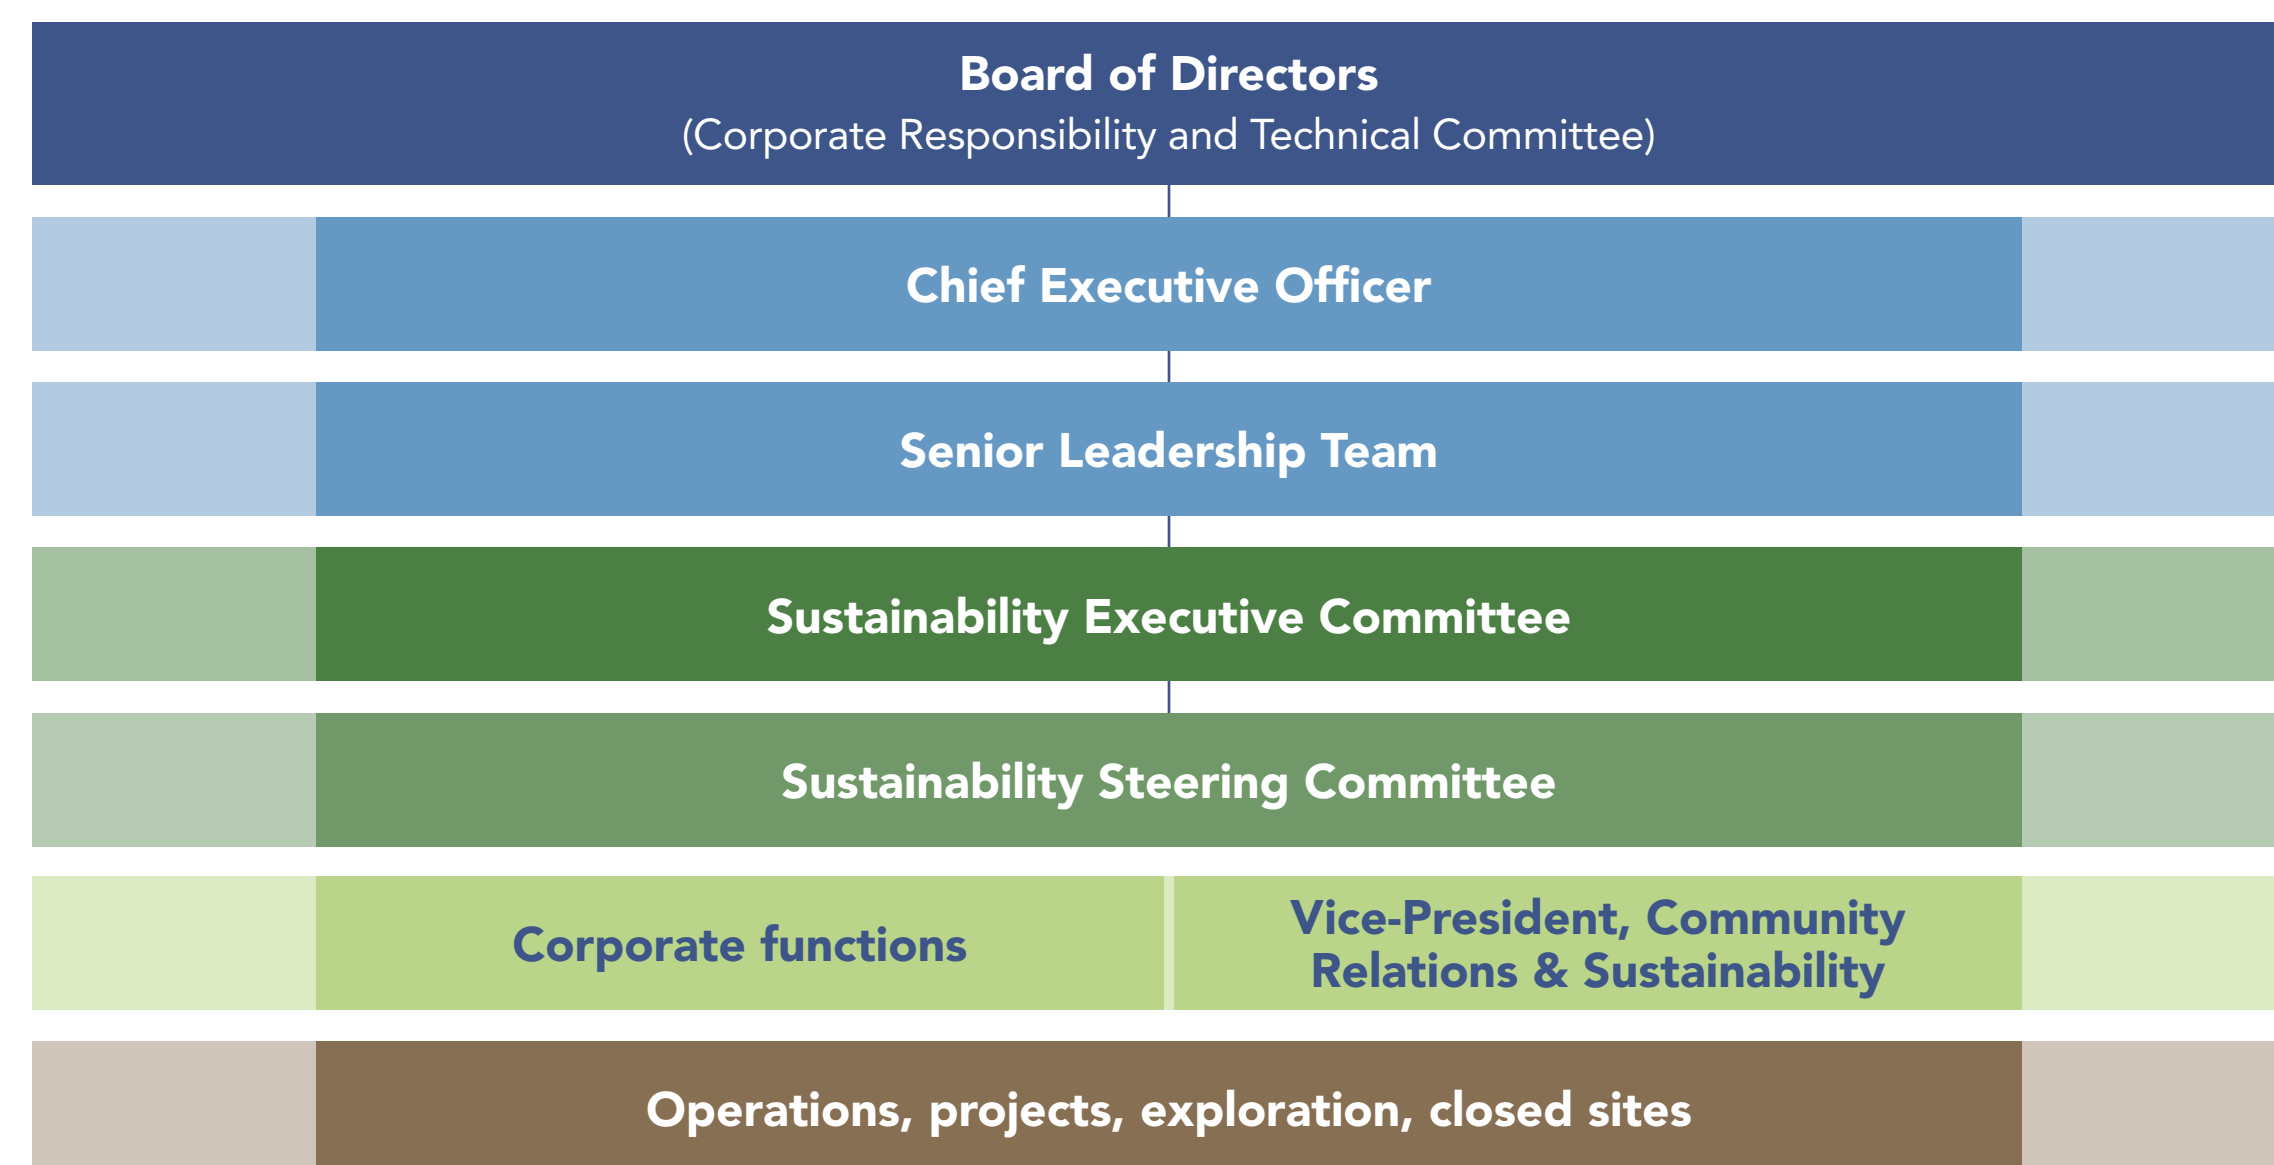 Board of Directors
(Corporate Responsibility and Technical Committee)
Chief Executive Officer
Senior Leadership Team
Sustainability Executive Committee
Sustainability Steering Committee
Corporate functions
Vice-President, Community
Relations & Sustainability
Operations, projects, exploration, closed sites